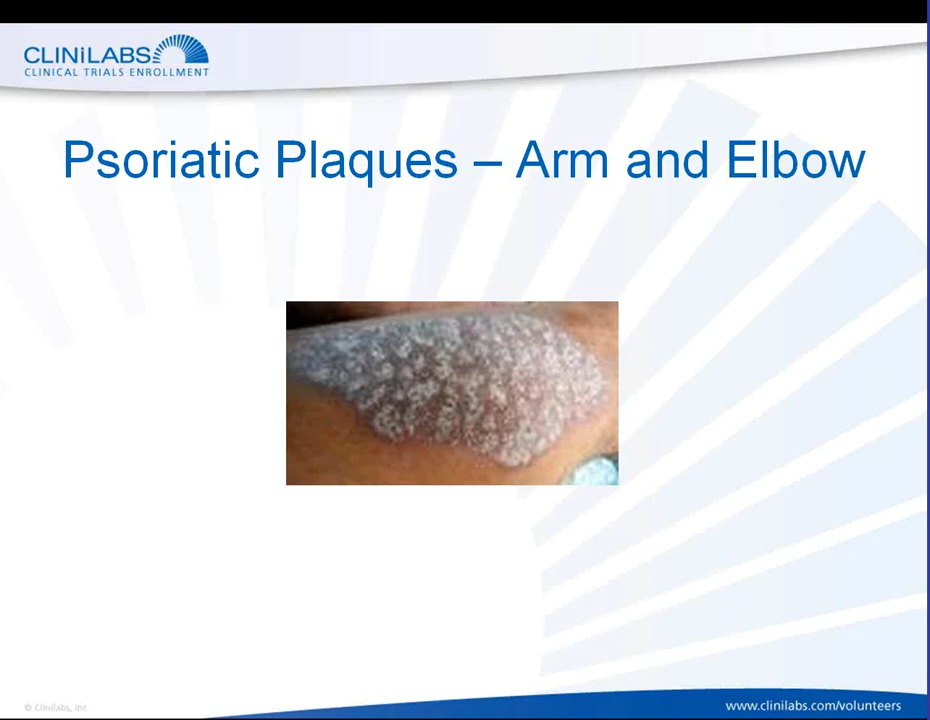 CLINiLABS
CLINICAL TRIALS ENROLLMENT
Psoriatic Plaques – Arm and Elbow
© Clinilabs, Inc.
www.clinilabs.com/volunteers